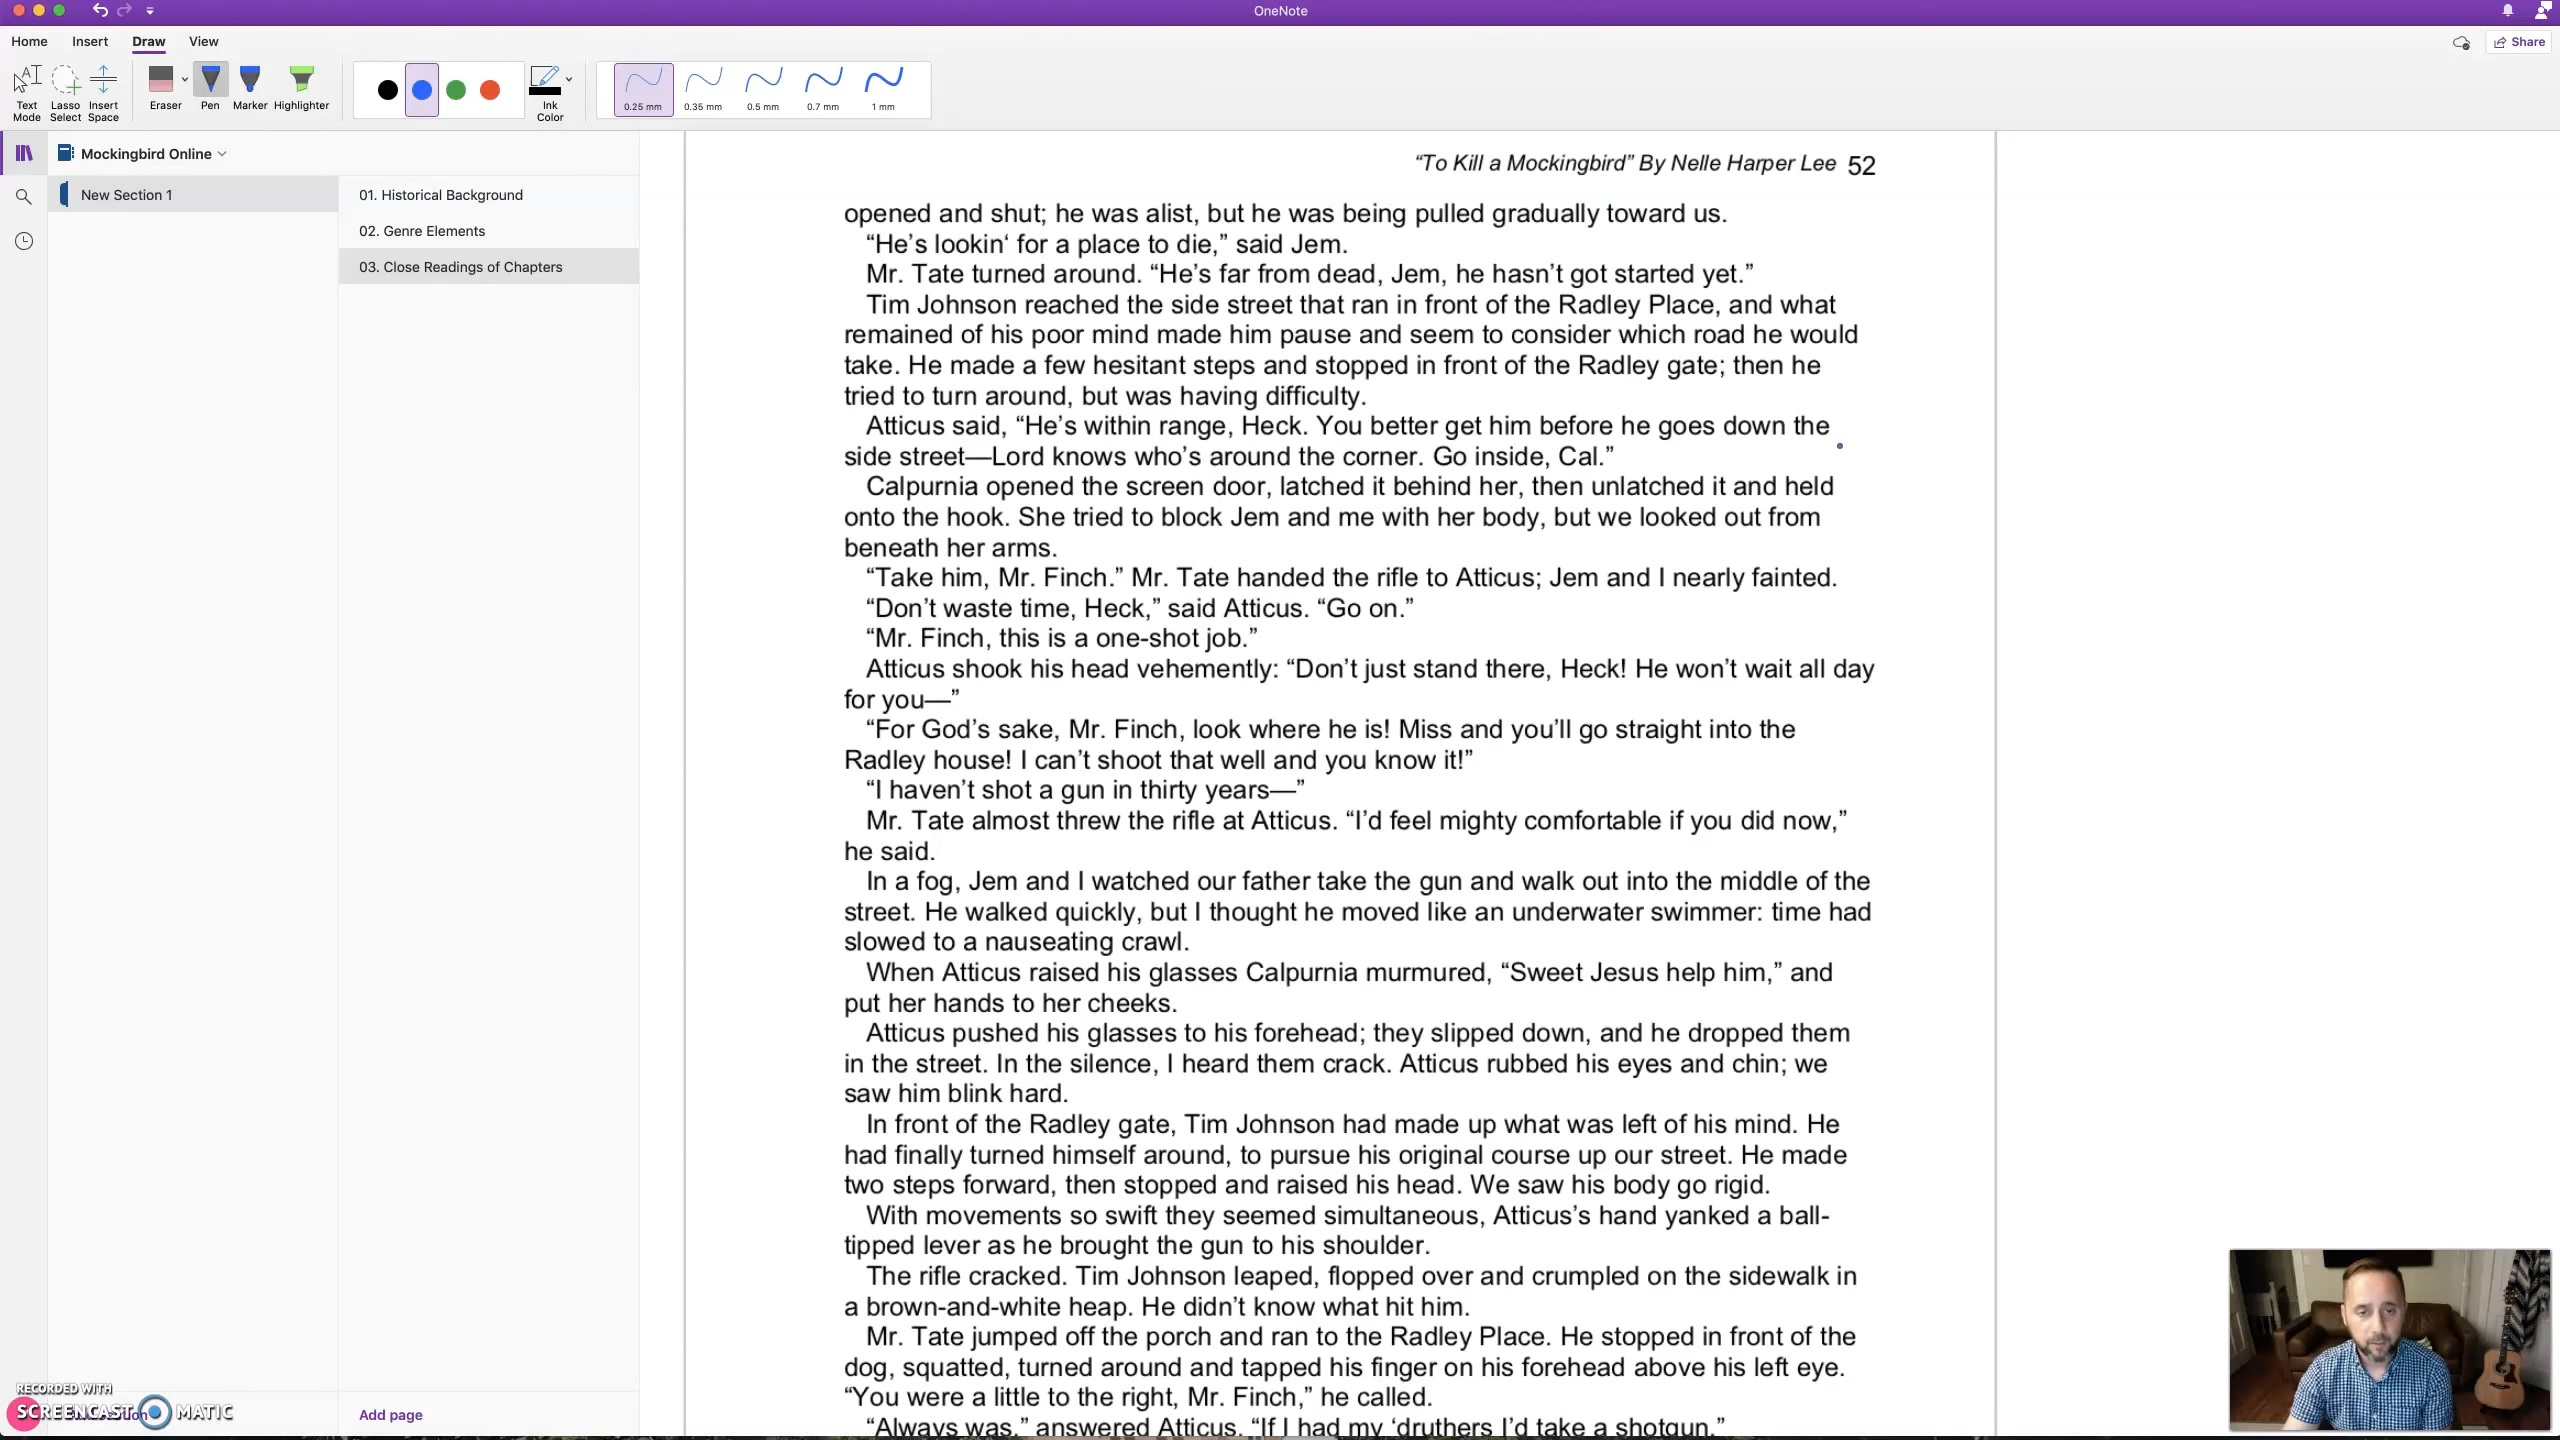 OneNote
Home Insert Draw View
Share
Text Mode
Lasso Select
Insert Space
Eraser
Pen
Marker
Highlighter
Ink Color
0.25 mm 0.35 mm 0.5 mm 0.7 mm 1 mm
Mockingbird Online
New Section 1
01. Historical Background
02. Genre Elements
03. Close Readings of Chapters
“To Kill a Mockingbird” By Nelle Harper Lee 52
opened and shut; he was alist, but he was being pulled gradually toward us.
“He’s lookin‘ for a place to die,” said Jem.
Mr. Tate turned around. “He’s far from dead, Jem, he hasn’t got started yet.”
Tim Johnson reached the side street that ran in front of the Radley Place, and what
remained of his poor mind made him pause and seem to consider which road he would
take. He made a few hesitant steps and stopped in front of the Radley gate; then he
tried to turn around, but was having difficulty.
Atticus said, “He’s within range, Heck. You better get him before he goes down the
side street—Lord knows who’s around the corner. Go inside, Cal.”
Calpurnia opened the screen door, latched it behind her, then unlatched it and held
onto the hook. She tried to block Jem and me with her body, but we looked out from
beneath her arms.
“Take him, Mr. Finch.” Mr. Tate handed the rifle to Atticus; Jem and I nearly fainted.
“Don’t waste time, Heck,” said Atticus. “Go on.”
“Mr. Finch, this is a one-shot job.”
Atticus shook his head vehemently: “Don’t just stand there, Heck! He won’t wait all day
for you—”
“For God’s sake, Mr. Finch, look where he is! Miss and you’ll go straight into the
Radley house! I can’t shoot that well and you know it!”
“I haven’t shot a gun in thirty years—”
Mr. Tate almost threw the rifle at Atticus. “I’d feel mighty comfortable if you did now,”
he said.
In a fog, Jem and I watched our father take the gun and walk out into the middle of the
street. He walked quickly, but I thought he moved like an underwater swimmer: time had
slowed to a nauseating crawl.
When Atticus raised his glasses Calpurnia murmured, “Sweet Jesus help him,” and
put her hands to her cheeks.
Atticus pushed his glasses to his forehead; they slipped down, and he dropped them
in the street. In the silence, I heard them crack. Atticus rubbed his eyes and chin; we
saw him blink hard.
In front of the Radley gate, Tim Johnson had made up what was left of his mind. He
had finally turned himself around, to pursue his original course up our street. He made
two steps forward, then stopped and raised his head. We saw his body go rigid.
With movements so swift they seemed simultaneous, Atticus’s hand yanked a ball-
tipped lever as he brought the gun to his shoulder.
The rifle cracked. Tim Johnson leaped, flopped over and crumpled on the sidewalk in
a brown-and-white heap. He didn’t know what hit him.
Mr. Tate jumped off the porch and ran to the Radley Place. He stopped in front of the
dog, squatted, turned around and tapped his finger on his forehead above his left eye.
“You were a little to the right, Mr. Finch,” he called.
“Always was,” answered Atticus. “If I had my ‘druthers I’d take a shotgun.”
Add page
RECORDED WITH
SCREENCAST MATIC